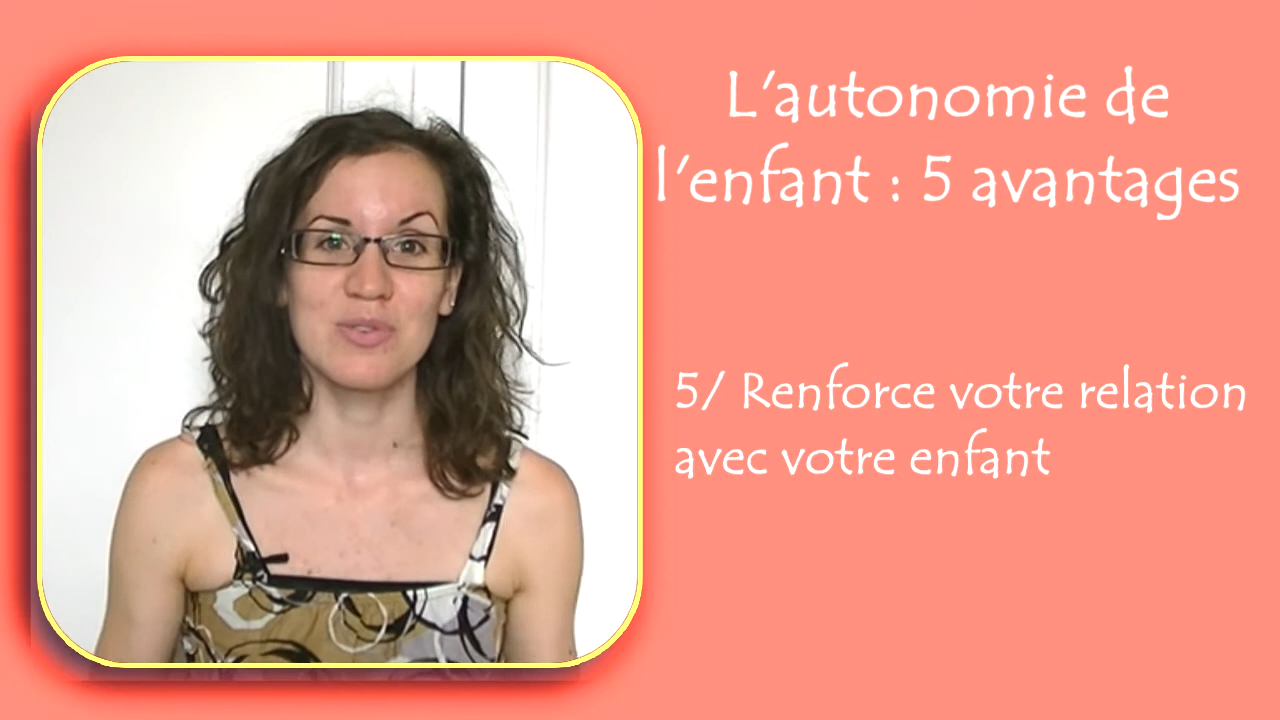 L'autonomie de
l'enfant : 5 avantages
5/ Renforce votre relation
avec votre enfant